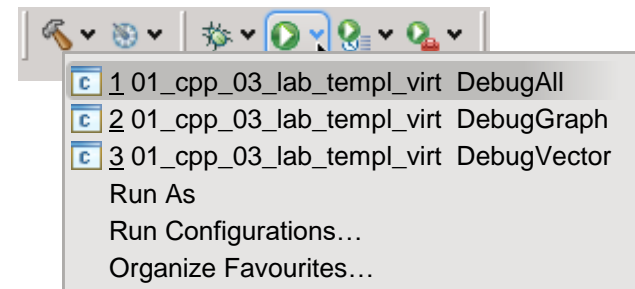 1 01_cpp_03_lab_templ_virt DebugAll
2 01_cpp_03_lab_templ_virt DebugGraph
3 01_cpp_03_lab_templ_virt DebugVector
Run As
Run Configurations…
Organize Favourites…